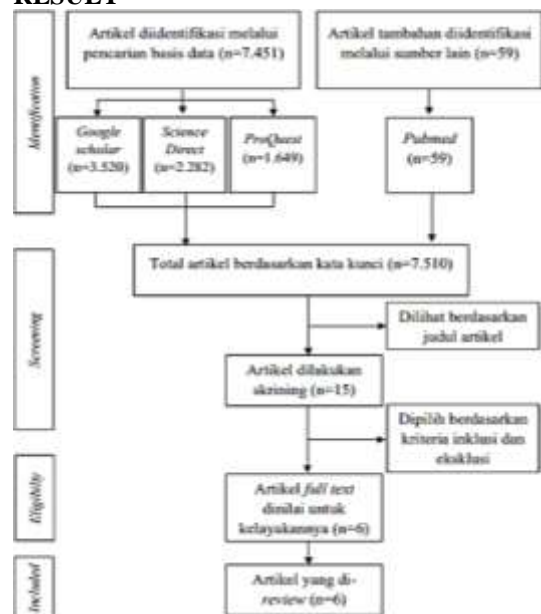 RESULT
Artikel diidentifikasi melalui
pencarian basis data (n=7.451)
Artikel tambahan diidentifikasi
melalui sumber lain (n=59)
Identification
Google
scholar
(n=3.520)
Science
Direct
(n=2.282)
ProQuest
(n=1.649)
Pubmed
(n=59)
Total artikel berdasarkan kata kunci (n=7.510)
Screening
Dilihat berdasarkan
judul artikel
Artikel dilakukan
skrining (n=15)
Dipilih berdasarkan
kriteria inklusi dan
eksklusi
Eligibilty
Artikel full text
dinilai untuk
kelayakannya (n=6)
Included
Artikel yang di-
review (n=6)